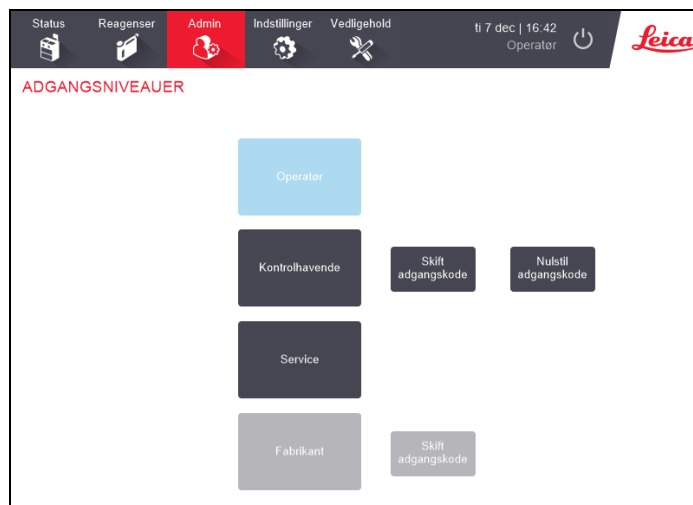 Status Reagenser Admin Indstillinger Vedligehold ti 7 dec | 16:42
Operatør
Leica
ADGANGSNIVEAUER
Operatør
Kontrolhavende
Skift
adgangskode
Nulstil
adgangskode
Service
Fabrikant
Skift
adgangskode